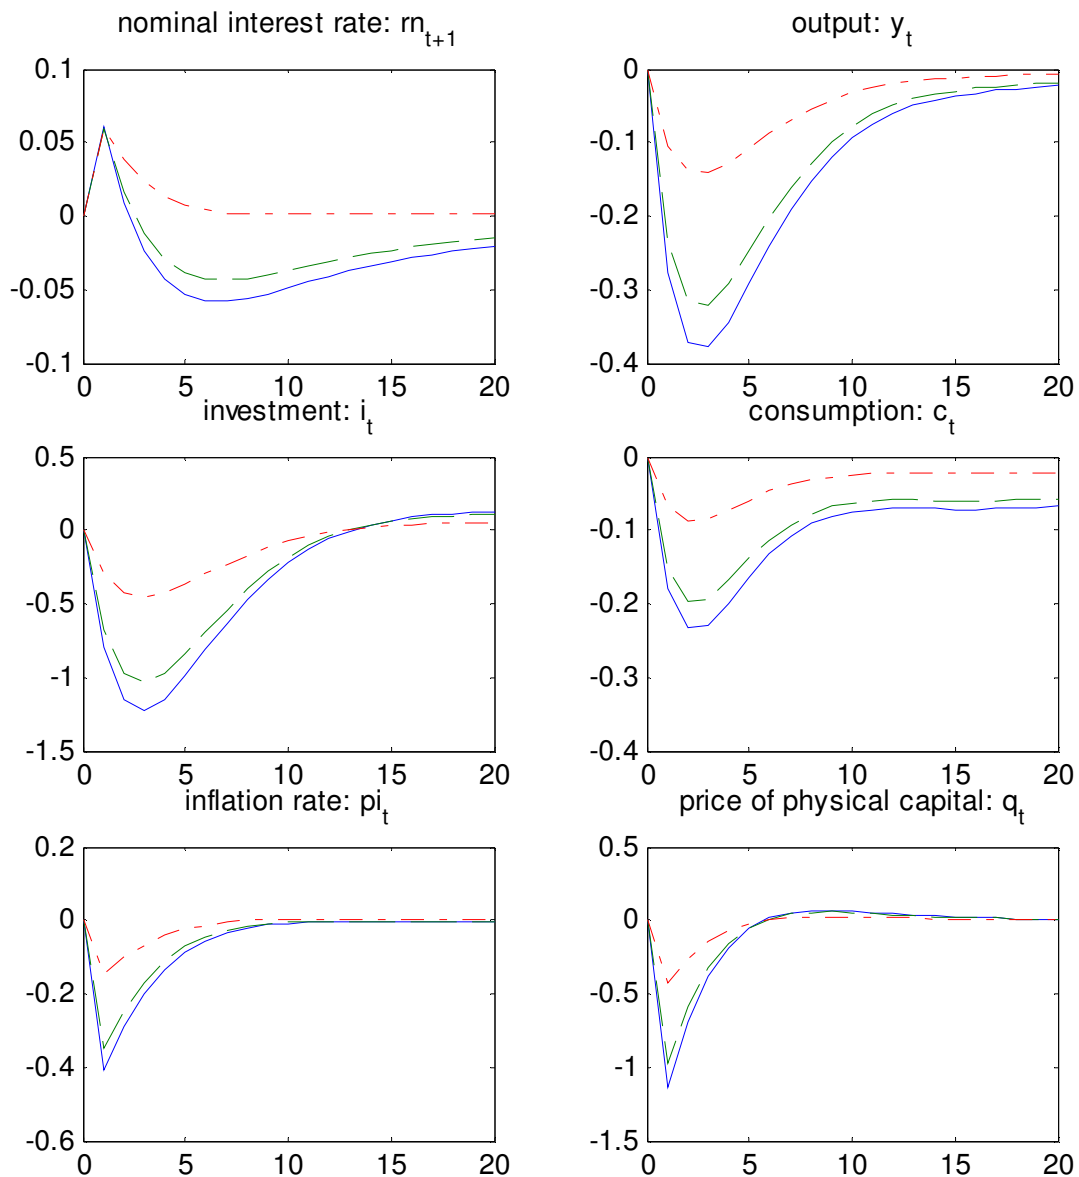 nominal interest rate: rn_{t+1}
0.1
0.05
0
-0.05
-0.1
0 5 10 15 20
output: y_t
0
-0.1
-0.2
-0.3
-0.4
0 5 10 15 20
investment: i_t
0.5
0
-0.5
-1
-1.5
0 5 10 15 20
consumption: c_t
0
-0.1
-0.2
-0.3
-0.4
0 5 10 15 20
inflation rate: pi_t
0.2
0
-0.2
-0.4
-0.6
0 5 10 15 20
price of physical capital: q_t
0.5
0
-0.5
-1
-1.5
0 5 10 15 20